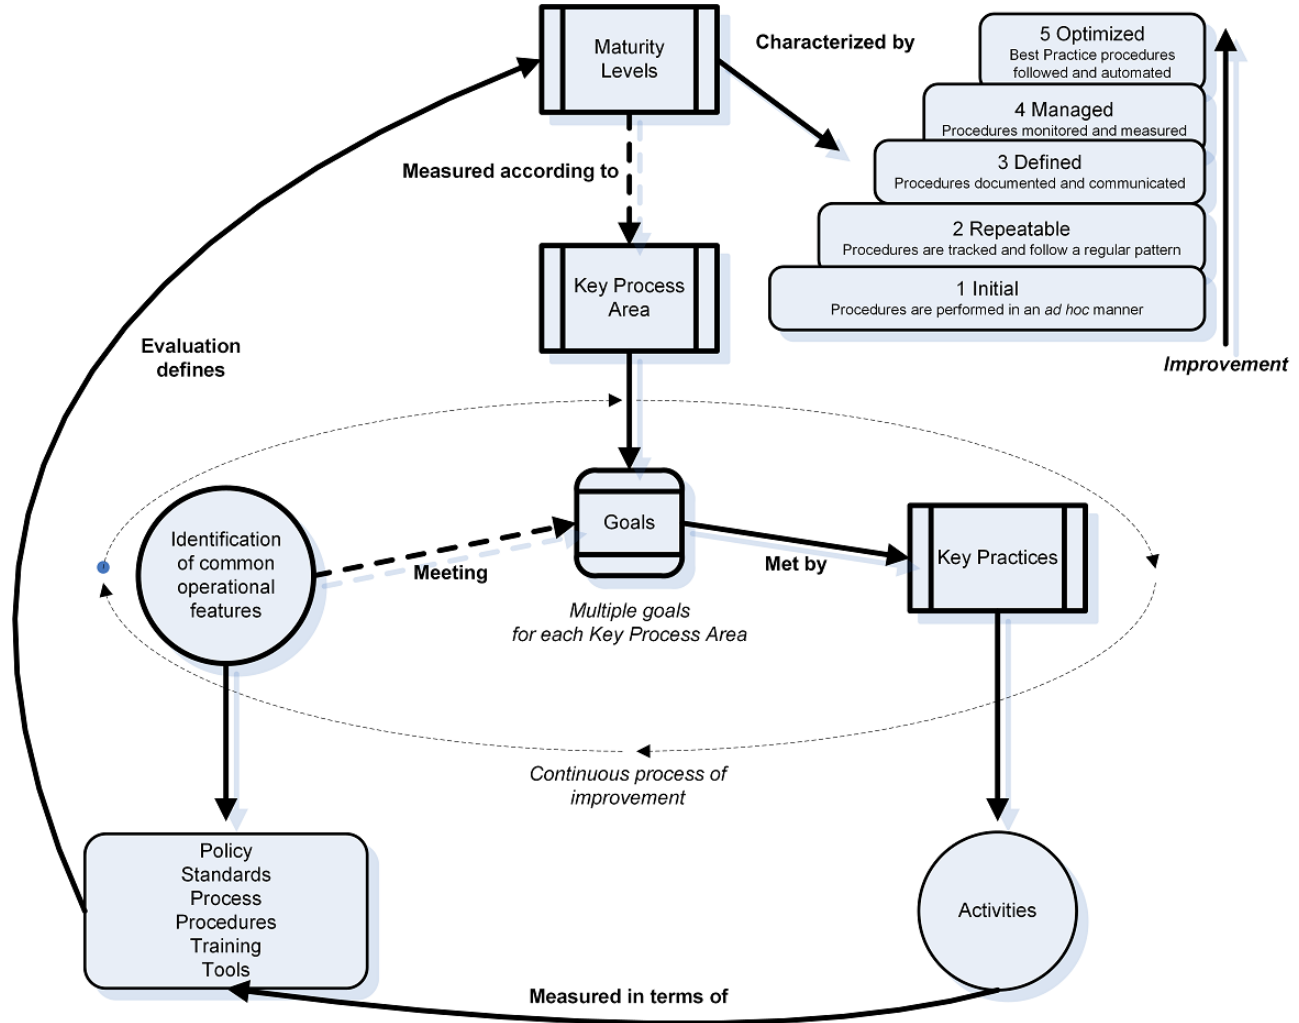 Maturity
Levels
Characterized by
5 Optimized
Best Practice procedures
followed and automated
4 Managed
Procedures monitored and measured
3 Defined
Procedures documented and communicated
2 Repeatable
Procedures are tracked and follow a regular pattern
1 Initial
Procedures are performed in an ad hoc manner
Improvement
Measured according to
Key Process
Area
Evaluation
defines
Identification
of common
operational
features
Meeting
Goals
Met by
Key Practices
Multiple goals
for each Key Process Area
Continuous process of
improvement
Policy
Standards
Process
Procedures
Training
Tools
Activities
Measured in terms of